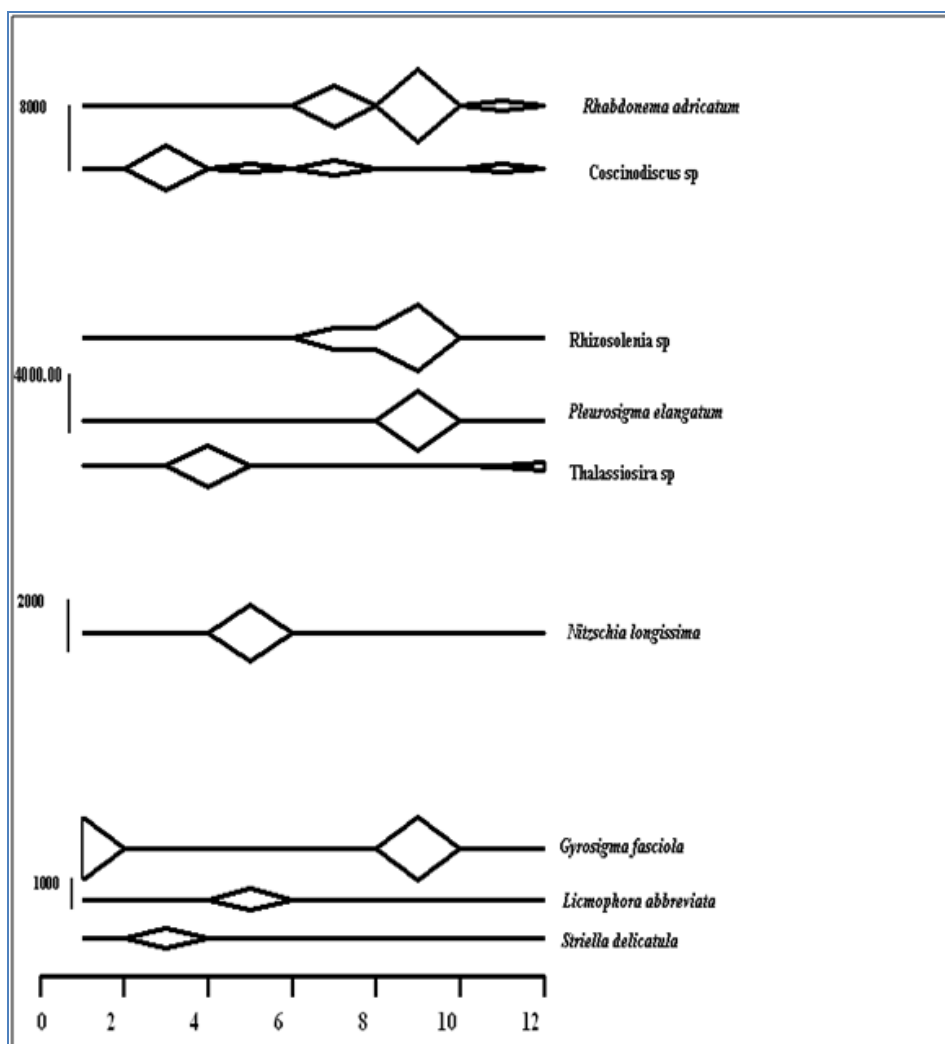 8000
Rhabdonema adricatum
Coscinodiscus sp
Rhizosolenia sp
4000.00
Pleurosigma elangatum
Thalassiosira sp
2000
Nitzschia longissima
Gyrosigma fasciola
1000
Licmophora abbreviata
Striella delicatula
0 2 4 6 8 10 12